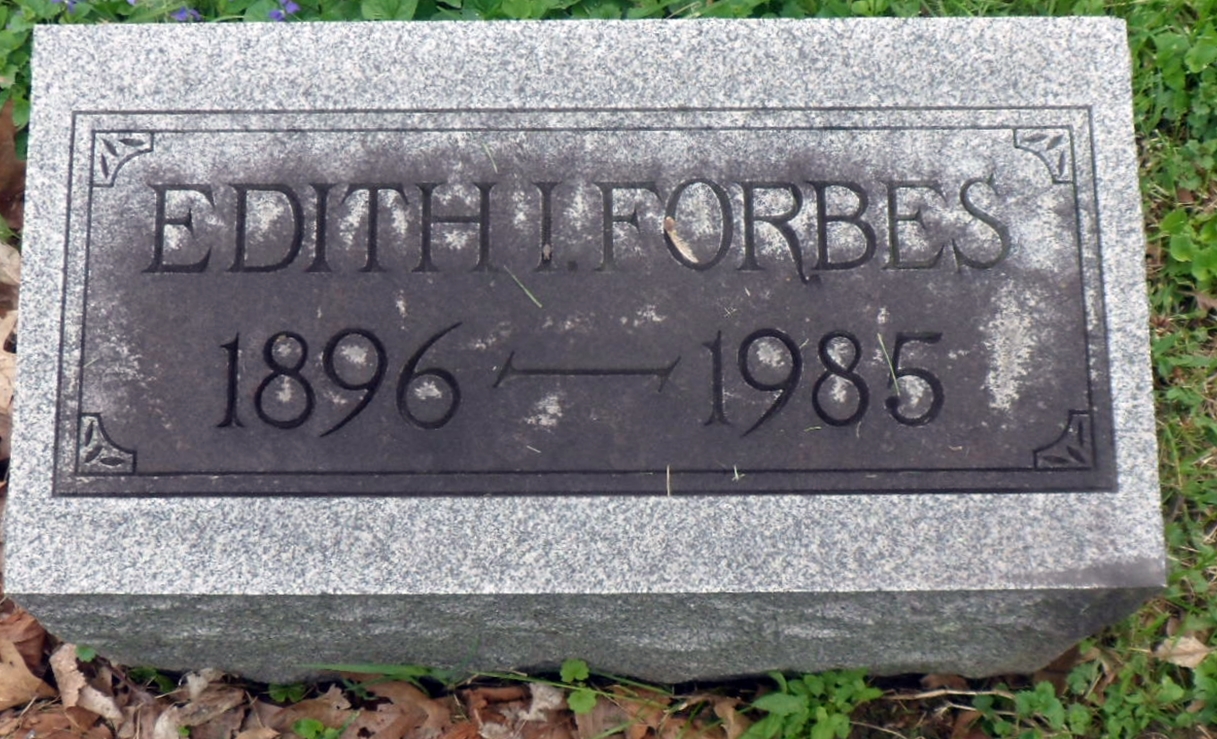 EDITH I. FORBES
1896 — 1985